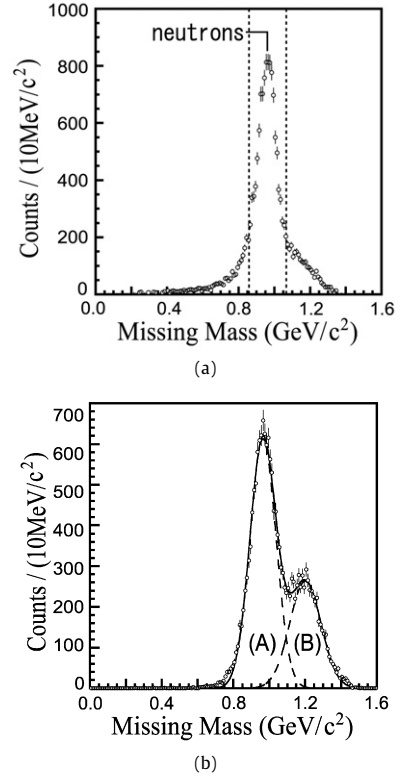 1000
800
600
400
200
0
neutrons
Counts / (10MeV/c²)
0.0 0.4 0.8 1.2 1.6
Missing Mass (GeV/c²)
(a)
700
600
500
400
300
200
100
0
Counts / (10MeV/c²)
(A) (B)
0.0 0.4 0.8 1.2 1.6
Missing Mass (GeV/c²)
(b)